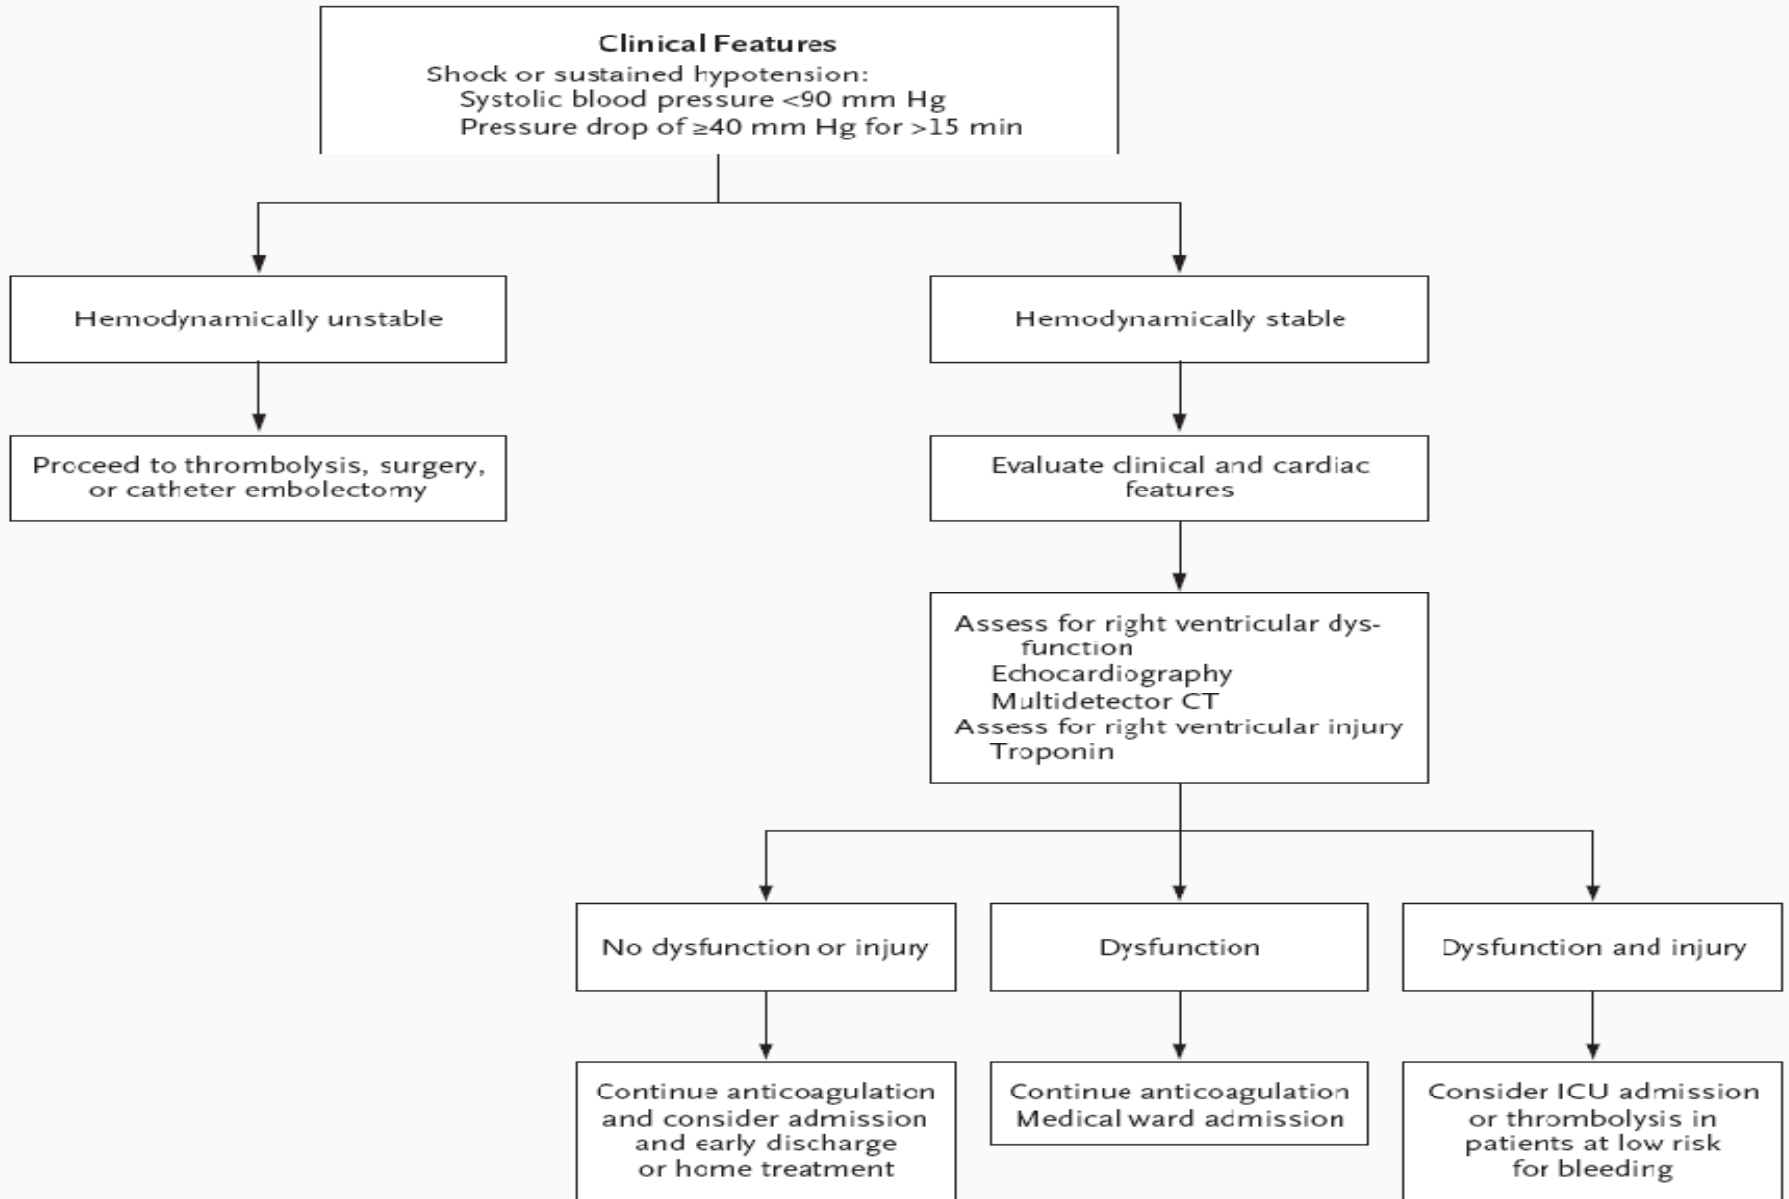 Clinical Features
Shock or sustained hypotension:
Systolic blood pressure <90 mm Hg
Pressure drop of ≥40 mm Hg for >15 min
Hemodynamically unstable
Hemodynamically stable
Proceed to thrombolysis, surgery,
or catheter embolectomy
Evaluate clinical and cardiac
features
Assess for right ventricular dys-
function
Echocardiography
Multidetector CT
Assess for right ventricular injury
Troponin
No dysfunction or injury
Dysfunction
Dysfunction and injury
Continue anticoagulation
and consider admission
and early discharge
or home treatment
Continue anticoagulation
Medical ward admission
Consider ICU admission
or thrombolysis in
patients at low risk
for bleeding